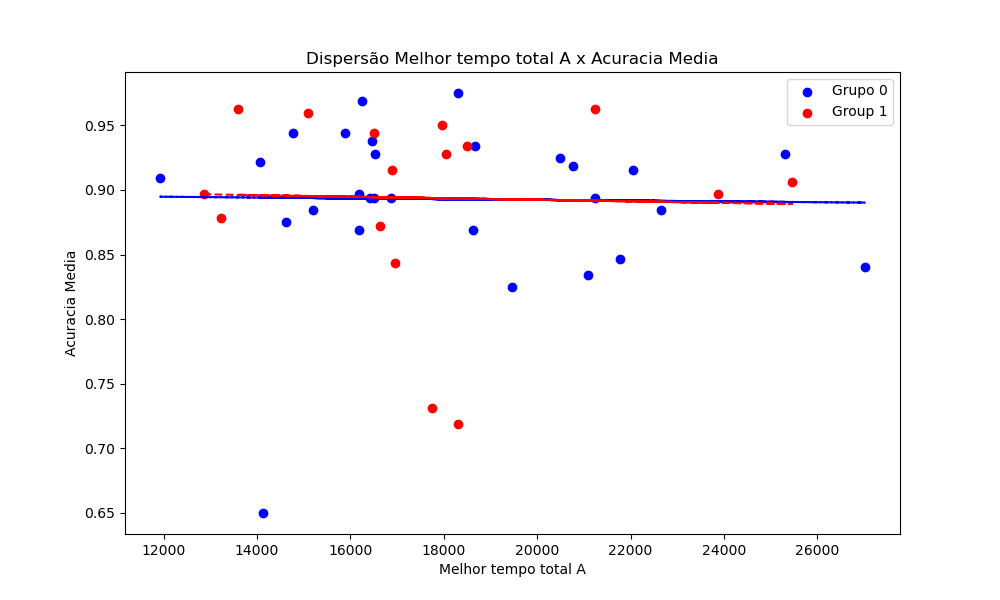 Dispersão Melhor tempo total A x Acuracia Media
Grupo 0
Group 1
Acuracia Media
0.95
0.90
0.85
0.80
0.75
0.70
0.65
12000 14000 16000 18000 20000 22000 24000 26000
Melhor tempo total A